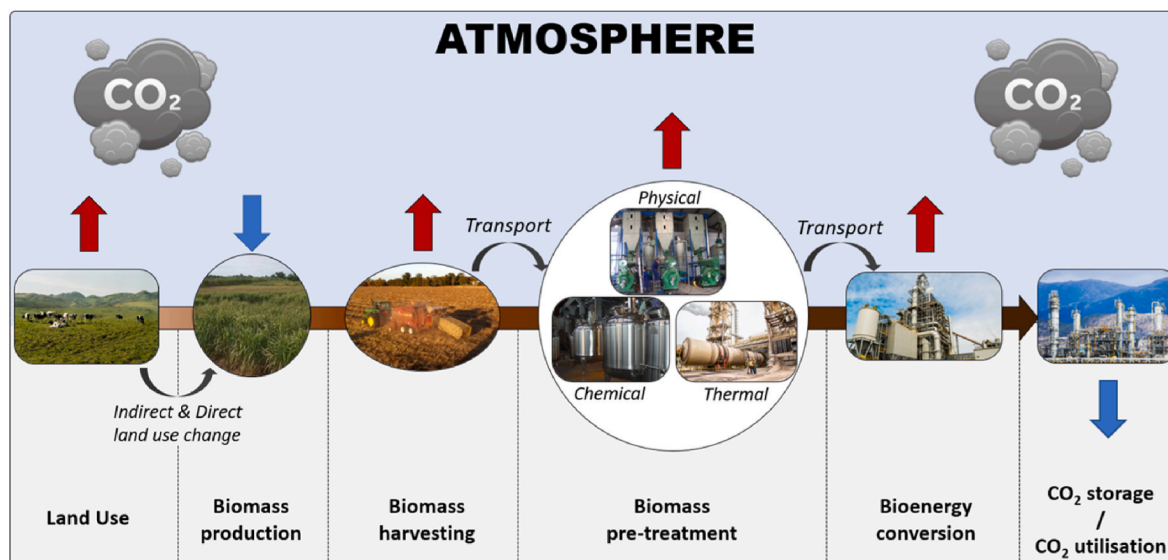 ATMOSPHERE
CO₂
CO₂
Physical
Transport
Transport
Chemical
Thermal
Indirect & Direct
land use change
Land Use
Biomass
production
Biomass
harvesting
Biomass
pre-treatment
Bioenergy
conversion
CO₂ storage
/
CO₂ utilisation